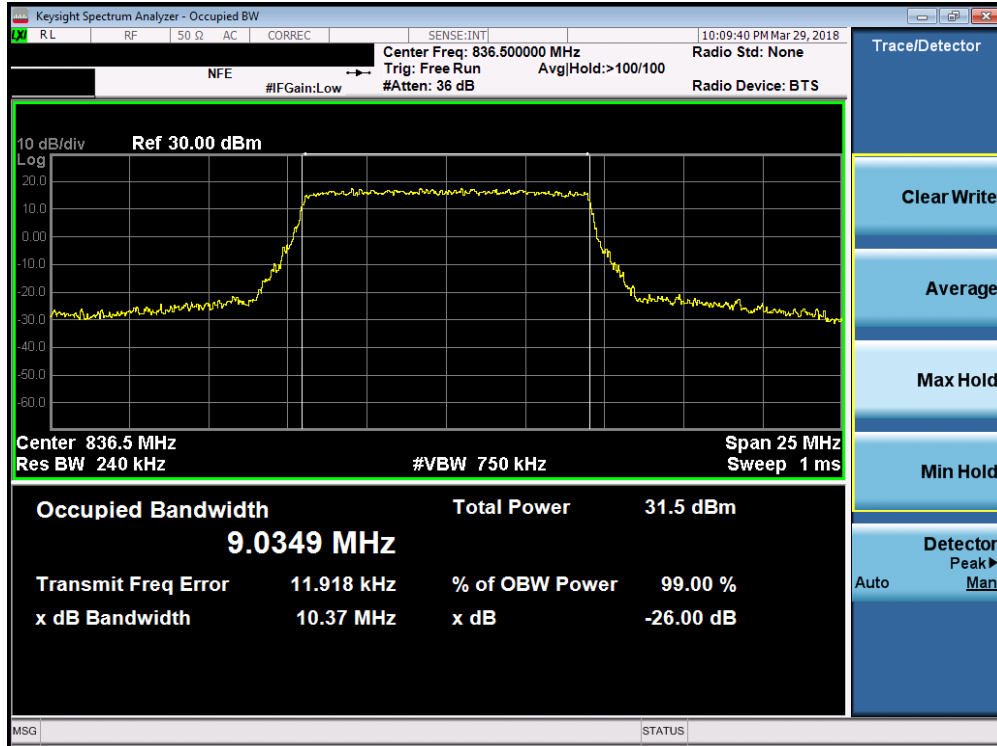 Keysight Spectrum Analyzer - Occupied BW
LXI RL RF 50 Ω AC CORREC SENSE:INT 10:09:40 PM Mar 29, 2018
Center Freq: 836.500000 MHz Radio Std: None
NFE Trig: Free Run Avg|Hold:>100/100
#IFGain:Low #Atten: 36 dB Radio Device: BTS
Trace/Detector
10 dB/div Ref 30.00 dBm
Log
20.0
10.0
0.00
-10.0
-20.0
-30.0
-40.0
-50.0
-60.0
Center 836.5 MHz Span 25 MHz
Res BW 240 kHz #VBW 750 kHz Sweep 1 ms
Occupied Bandwidth Total Power 31.5 dBm
9.0349 MHz
Transmit Freq Error 11.918 kHz % of OBW Power 99.00 %
x dB Bandwidth 10.37 MHz x dB -26.00 dB
Clear Write
Average
Max Hold
Min Hold
Detector
Peak▶
Auto Man
MSG STATUS